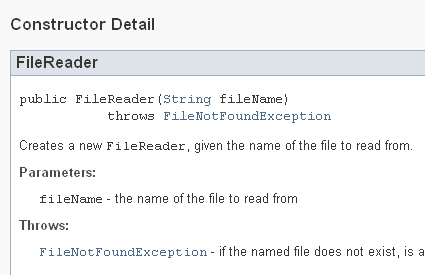 Constructor Detail
FileReader
public FileReader(String fileName)
throws FileNotFoundException
Creates a new FileReader, given the name of the file to read from.
Parameters:
fileName - the name of the file to read from
Throws:
FileNotFoundException - if the named file does not exist, is a